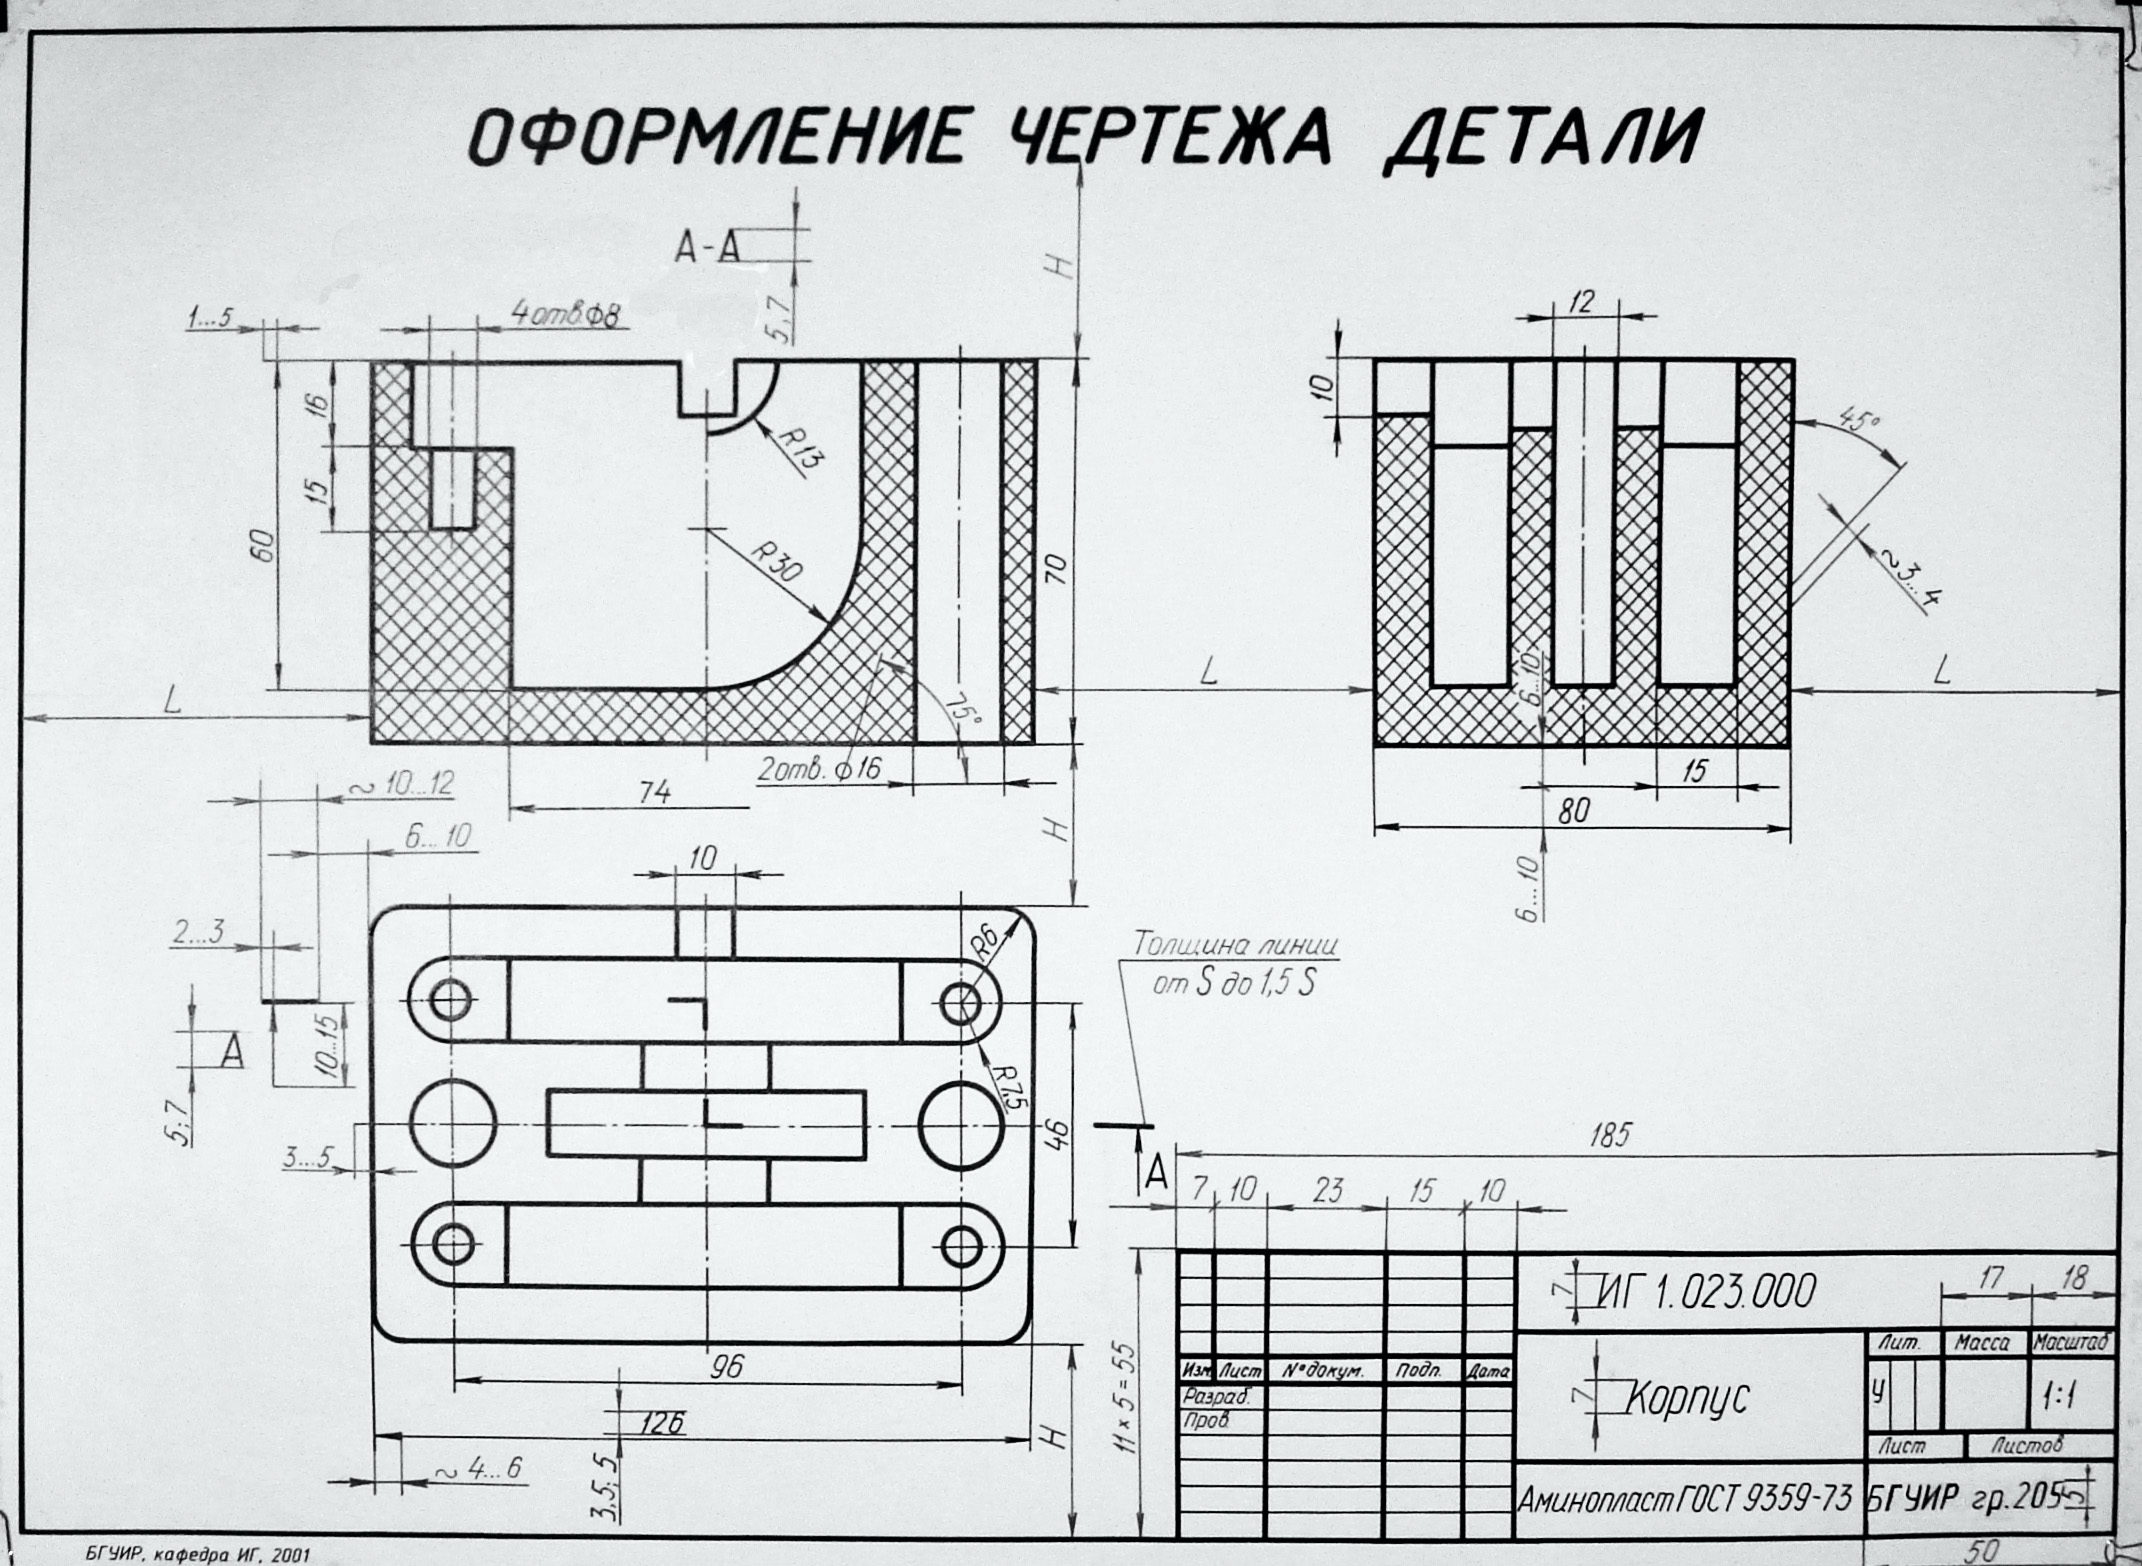 ОФОРМЛЕНИЕ ЧЕРТЕЖА ДЕТАЛИ
А-А
5; 7
H
1...5
4 отв. ф8
16
15
60
R13
R30
70
L
L
75°
2 отв. ф16
74
12
10
45°
~3...4
6...10
L
15
80
6...10
~ 10...12
6...10
H
10
2...3
R6
10...15
А
5; 7
R7,5
46
3...5
Толщина линии
от S до 1,5 S
А
96
126
~ 4...6
3,5; 5
H
185
7 10 23 15 10
11 × 5 = 55
7
ИГ 1.023.000
17 18
Лит. Масса Масштаб
Изм Лист N° докум. Подп. Дата
Разраб.
Пров.
7
Корпус
У
1:1
Лист Листов
Аминопласт ГОСТ 9359-73
БГУИР гр. 205
5
50
БГУИР, кафедра ИГ, 2001